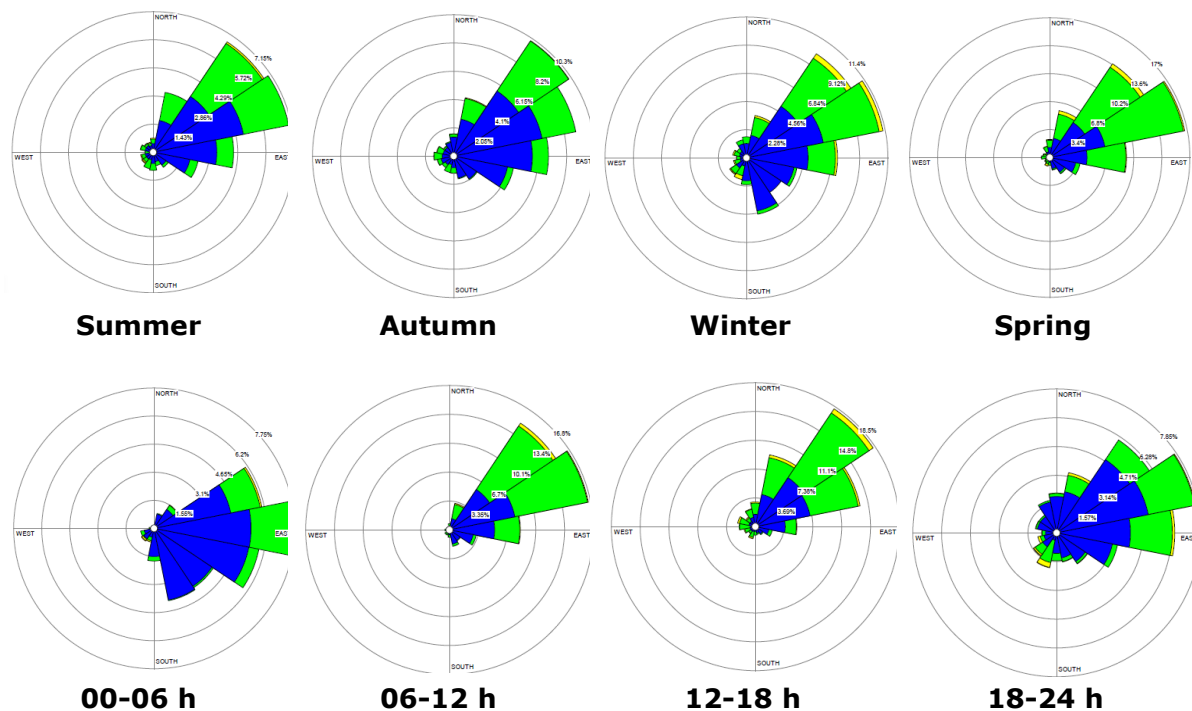 NORTH
7.15%
5.72%
4.29%
2.86%
1.43%
WEST
EAST
SOUTH
Summer
NORTH
10.3%
8.2%
6.15%
4.1%
2.05%
WEST
EAST
SOUTH
Autumn
NORTH
11.4%
9.12%
6.84%
4.56%
2.28%
WEST
EAST
SOUTH
Winter
NORTH
17%
13.6%
10.2%
6.8%
3.4%
WEST
EAST
SOUTH
Spring
NORTH
7.75%
6.2%
4.65%
3.1%
1.55%
WEST
EAST
SOUTH
00-06 h
NORTH
16.8%
13.4%
10.1%
6.7%
3.35%
WEST
EAST
SOUTH
06-12 h
NORTH
18.5%
14.8%
11.1%
7.38%
3.69%
WEST
EAST
SOUTH
12-18 h
NORTH
7.85%
6.28%
4.71%
3.14%
1.57%
WEST
EAST
SOUTH
18-24 h